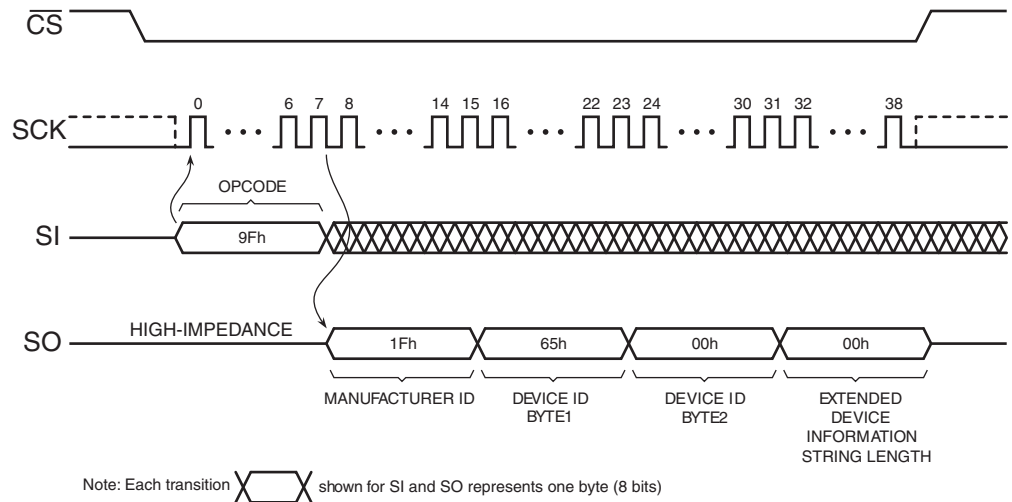 CS
SCK
0 6 7 8 14 15 16 22 23 24 30 31 32 38
OPCODE
SI
9Fh
SO
HIGH-IMPEDANCE
1Fh
65h
00h
00h
MANUFACTURER ID
DEVICE ID
BYTE1
DEVICE ID
BYTE2
EXTENDED
DEVICE
INFORMATION
STRING LENGTH
Note: Each transition shown for SI and SO represents one byte (8 bits)